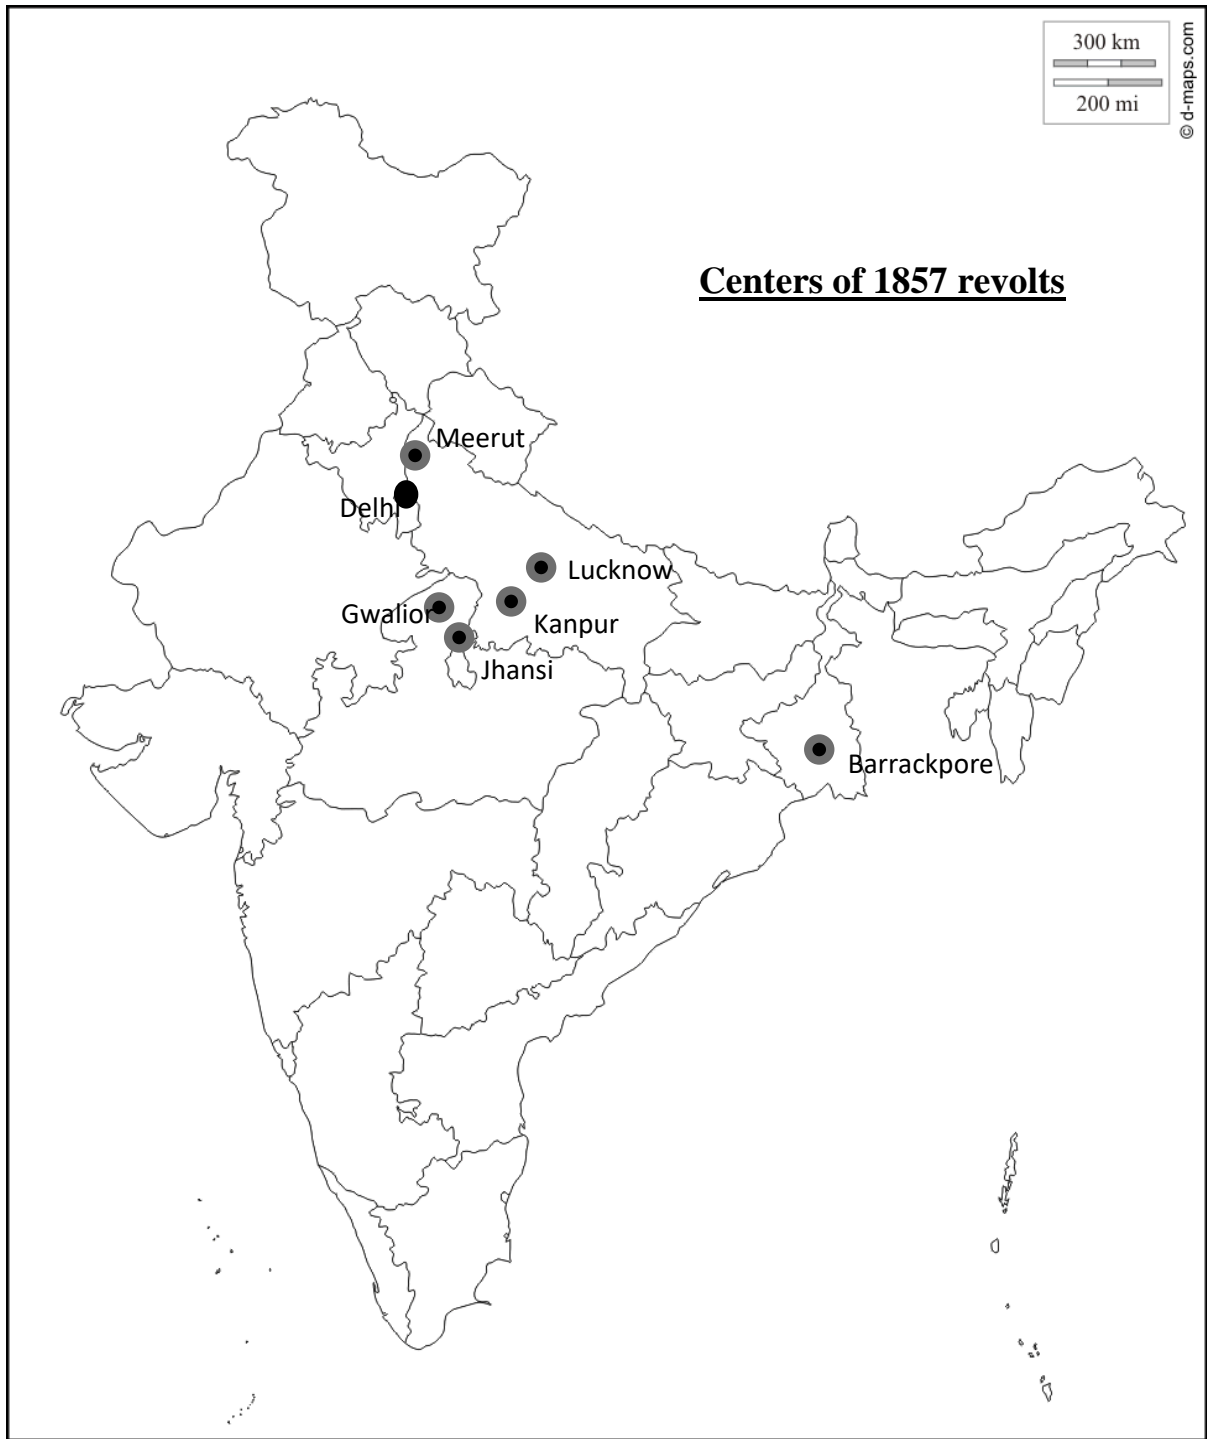 300 km
200 mi
© d-maps.com
Centers of 1857 revolts
Meerut
Delhi
Lucknow
Gwalior
Kanpur
Jhansi
Barrackpore